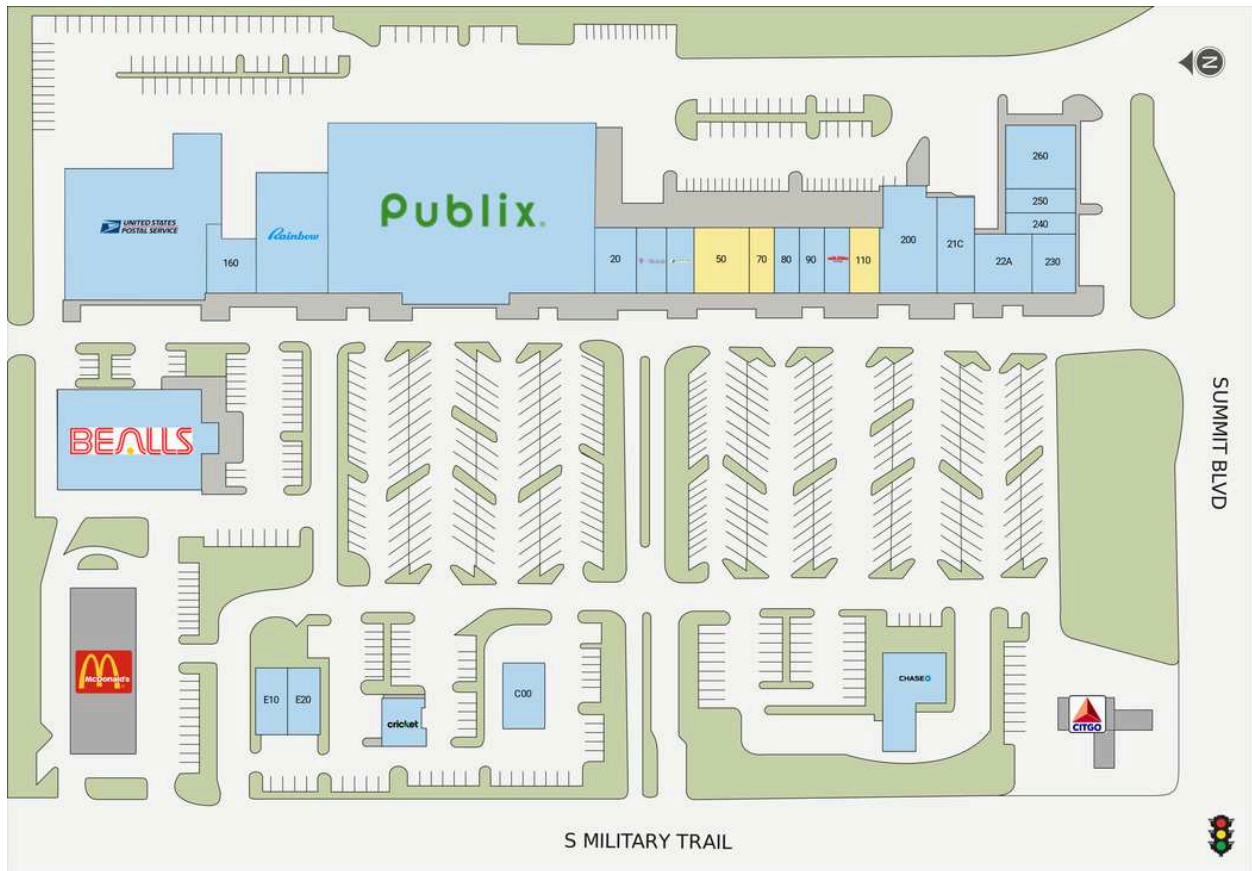 N
260
UNITED STATES
POSTAL SERVICE
Rainbow
Publix.
160
20
50
70
80
90
110
200
21C
250
240
22A
230
BEALLS
SUMMIT BLVD
McDonald's
E10
E20
cricket
C00
CHASE
CITGO
S MILITARY TRAIL